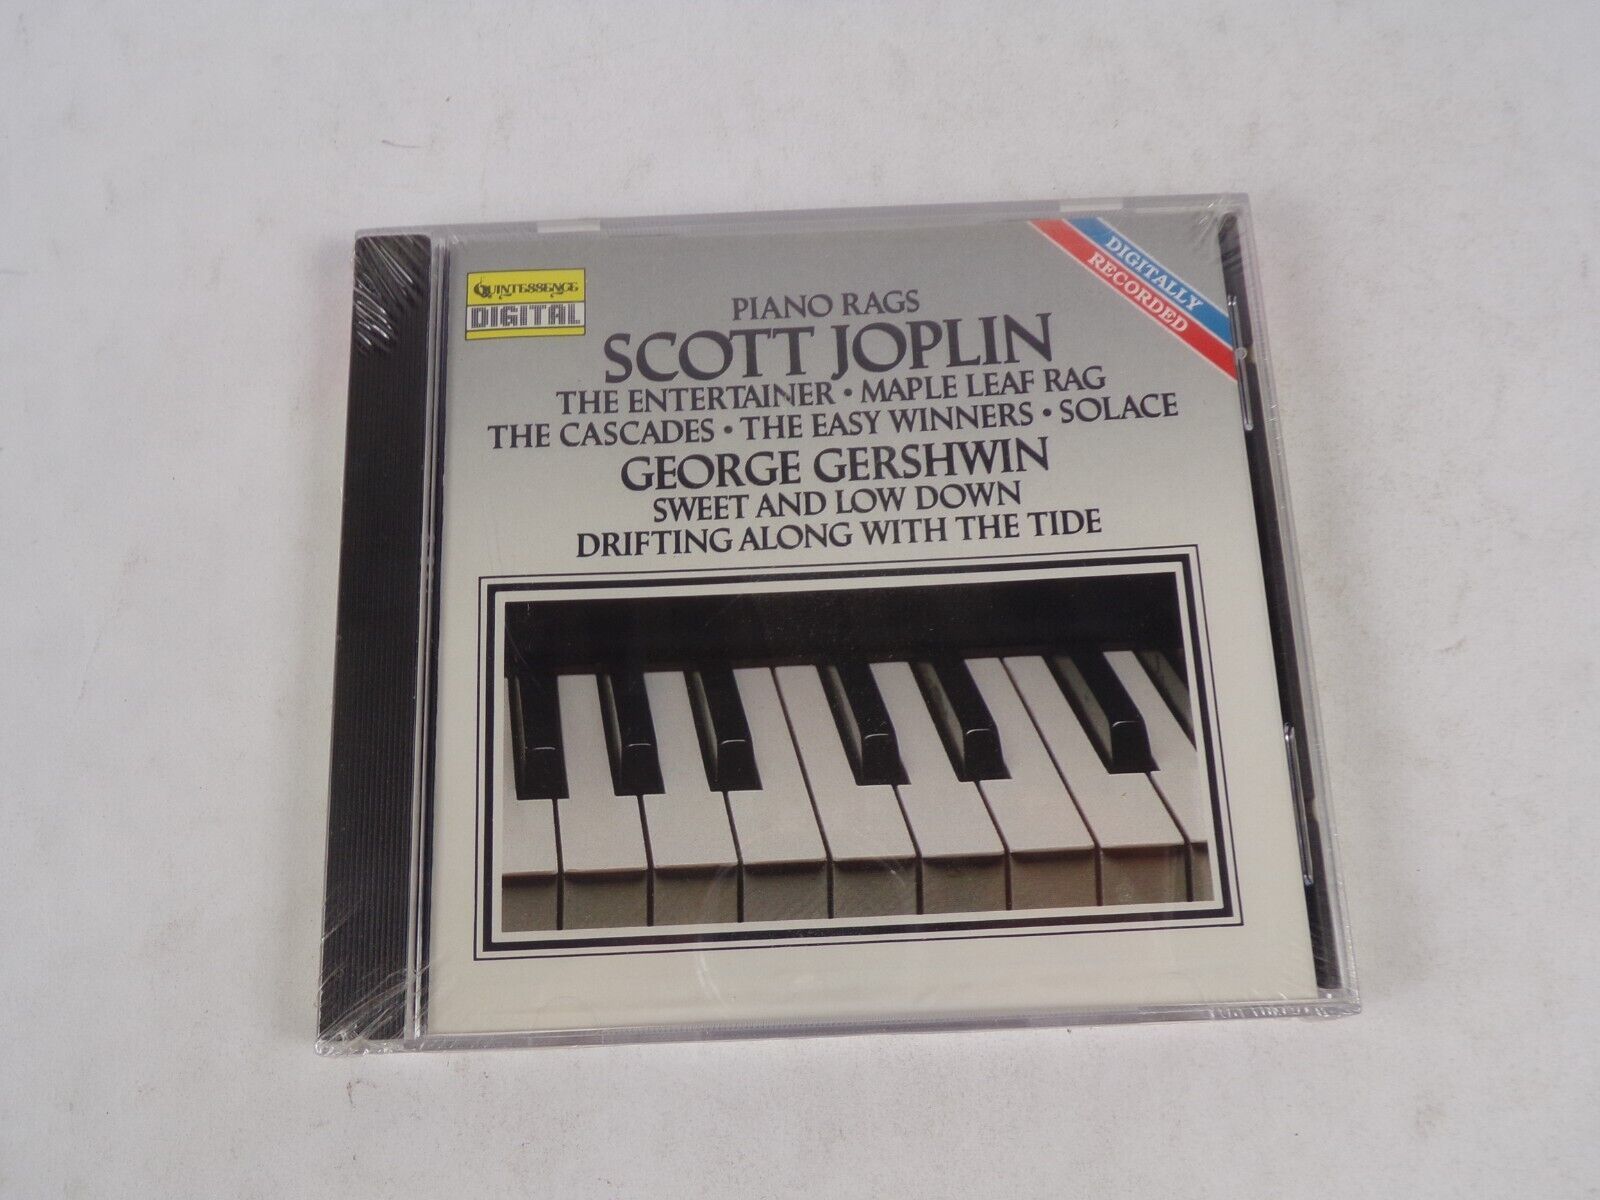 QUINTESSENCE
DIGITAL
DIGITALLY
RECORDED
PIANO RAGS
SCOTT JOPLIN
THE ENTERTAINER • MAPLE LEAF RAG
THE CASCADES • THE EASY WINNERS • SOLACE
GEORGE GERSHWIN
SWEET AND LOW DOWN
DRIFTING ALONG WITH THE TIDE